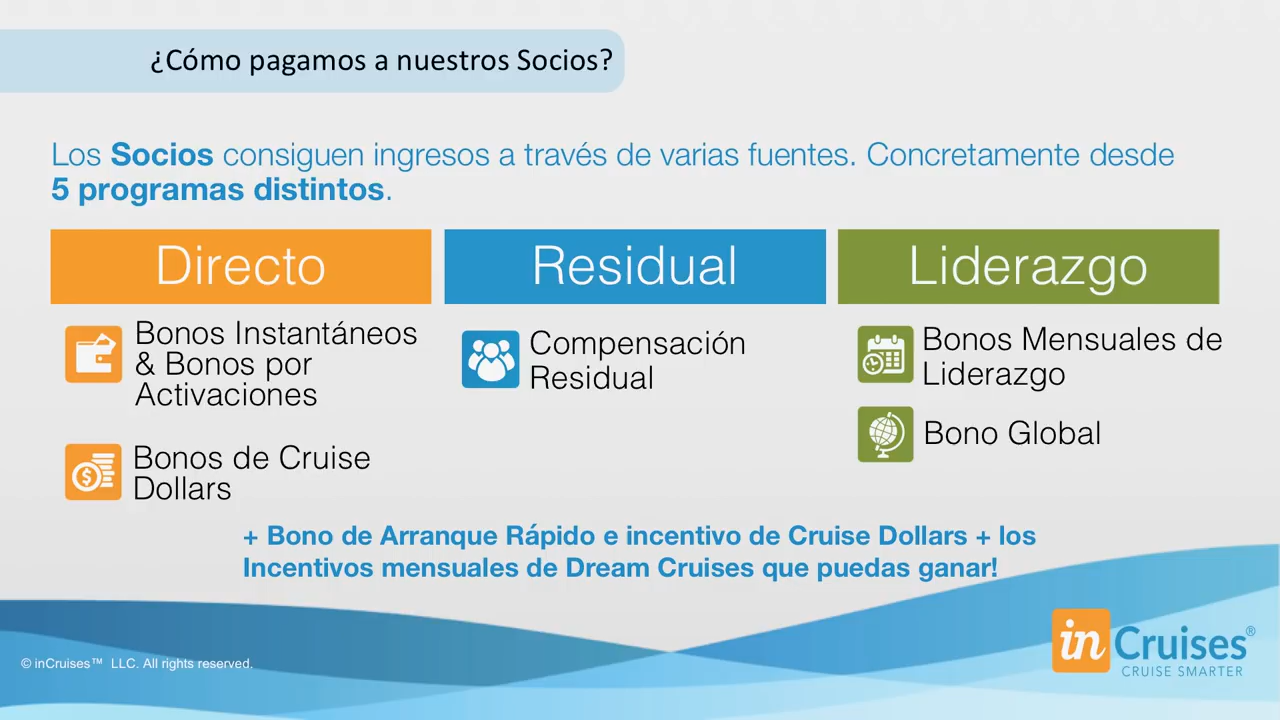 ¿Cómo pagamos a nuestros Socios?
Los Socios consiguen ingresos a través de varias fuentes. Concretamente desde
5 programas distintos.
Directo
Bonos Instantáneos
& Bonos por
Activaciones
$
Bonos de Cruise
Dollars
Residual
Compensación
Residual
Liderazgo
Bonos Mensuales de
Liderazgo
Bono Global
+ Bono de Arranque Rápido e incentivo de Cruise Dollars + los
Incentivos mensuales de Dream Cruises que puedas ganar!
© inCruises™ LLC. All rights reserved.
inCruises®
CRUISE SMARTER